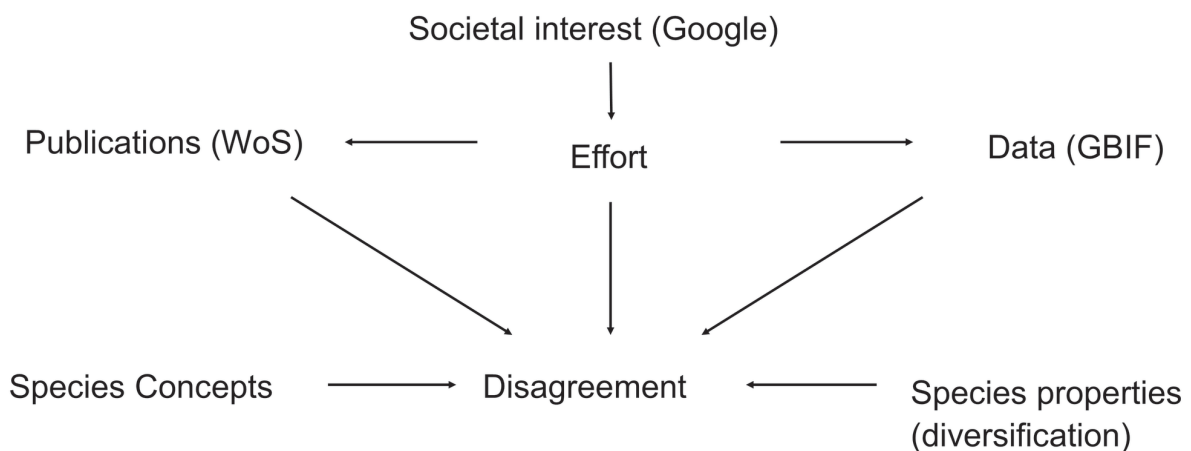 Societal interest (Google)
Publications (WoS)
Effort
Data (GBIF)
Species Concepts
Disagreement
Species properties
(diversification)